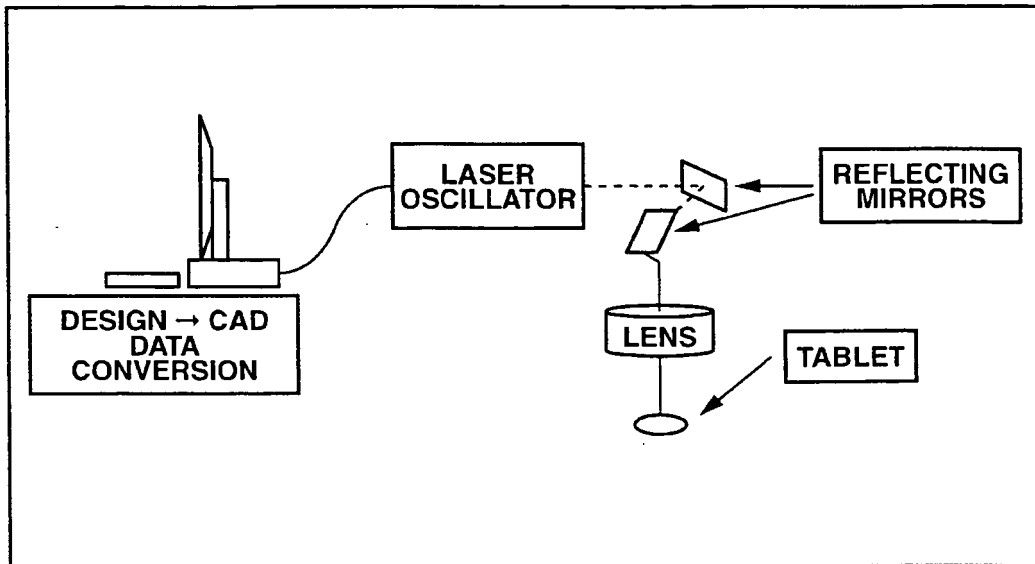 LASER
OSCILLATOR
REFLECTING
MIRRORS
DESIGN → CAD
DATA
CONVERSION
LENS
TABLET